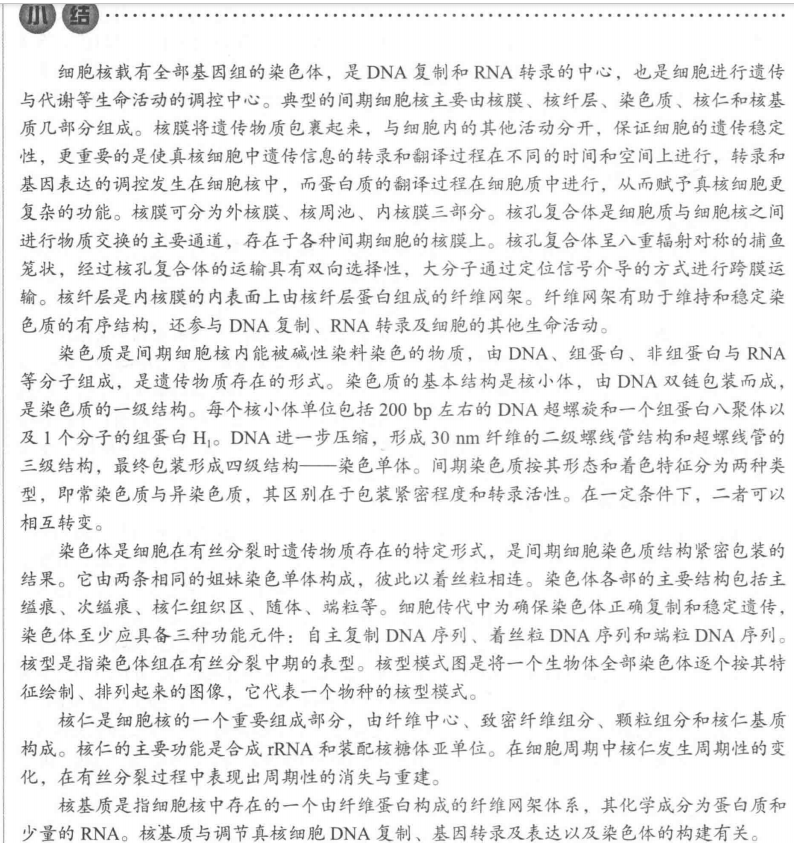 小结
细胞核载有全部基因组的染色体，是 DNA 复制和 RNA 转录的中心，也是细胞进行遗传
与代谢等生命活动的调控中心。典型的间期细胞核主要由核膜、核纤层、染色质、核仁和核基
质几部分组成。核膜将遗传物质包裹起来，与细胞内的其他活动分开，保证细胞的遗传稳定
性，更重要的是使真核细胞中遗传信息的转录和翻译过程在不同的时间和空间上进行，转录和
基因表达的调控发生在细胞核中，而蛋白质的翻译过程在细胞质中进行，从而赋予真核细胞更
复杂的功能。核膜可分为外核膜、核周池、内核膜三部分。核孔复合体是细胞质与细胞核之间
进行物质交换的主要通道，存在于各种间期细胞的核膜上。核孔复合体呈八重辐射对称的捕鱼
笼状，经过核孔复合体的运输具有双向选择性，大分子通过定位信号介导的方式进行跨膜运
输。核纤层是内核膜的内表面上由核纤层蛋白组成的纤维网架。纤维网架有助于维持和稳定染
色质的有序结构，还参与 DNA 复制、RNA 转录及细胞的其他生命活动。
染色质是间期细胞核内能被碱性染料染色的物质，由 DNA、组蛋白、非组蛋白与 RNA
等分子组成，是遗传物质存在的形式。染色质的基本结构是核小体，由 DNA 双链包装而成，
是染色质的一级结构。每个核小体单位包括 200 bp 左右的 DNA 超螺旋和一个组蛋白八聚体以
及 1 个分子的组蛋白 H₁。DNA 进一步压缩，形成 30 nm 纤维的二级螺线管结构和超螺线管的
三级结构，最终包装形成四级结构——染色单体。间期染色质按其形态和着色特征分为两种类
型，即常染色质与异染色质，其区别在于包装紧密程度和转录活性。在一定条件下，二者可以
相互转变。
染色体是细胞在有丝分裂时遗传物质存在的特定形式，是间期细胞染色质结构紧密包装的
结果。它由两条相同的姐妹染色单体构成，彼此以着丝粒相连。染色体各部的主要结构包括主
缢痕、次缢痕、核仁组织区、随体、端粒等。细胞传代中为确保染色体正确复制和稳定遗传，
染色体至少应具备三种功能元件：自主复制 DNA 序列、着丝粒 DNA 序列和端粒 DNA 序列。
核型是指染色体组在有丝分裂中期的表型。核型模式图是将一个生物体全部染色体逐个按其特
征绘制、排列起来的图像，它代表一个物种的核型模式。
核仁是细胞核的一个重要组成部分，由纤维中心、致密纤维组分、颗粒组分和核仁基质
构成。核仁的主要功能是合成 rRNA 和装配核糖体亚单位。在细胞周期中核仁发生周期性的变
化，在有丝分裂过程中表现出周期性的消失与重建。
核基质是指细胞核中存在的一个由纤维蛋白构成的纤维网架体系，其化学成分为蛋白质和
少量的 RNA。核基质与调节真核细胞 DNA 复制、基因转录及表达以及染色体的构建有关。